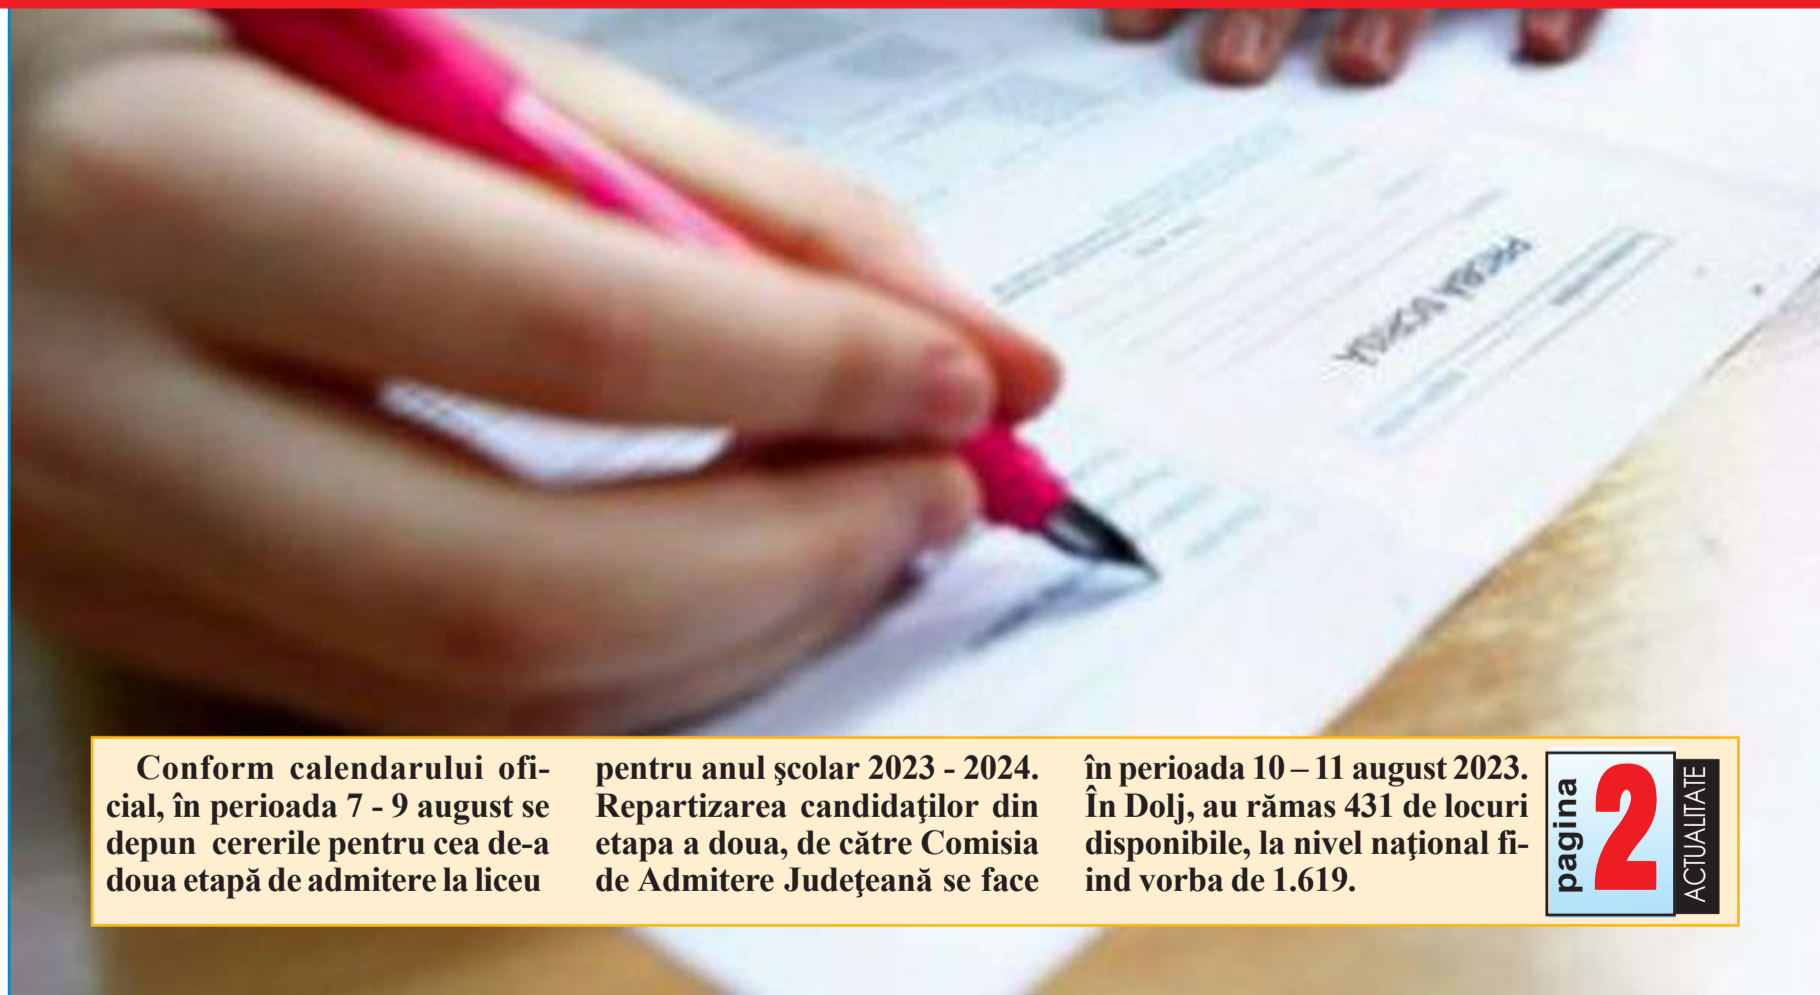 Conform calendarului ofi-
cial, în perioada 7 - 9 august se
depun cererile pentru cea de-a
doua etapă de admitere la liceu
pentru anul şcolar 2023 - 2024.
Repartizarea candidaţilor din
etapa a doua, de către Comisia
de Admitere Judeţeană se face
în perioada 10 – 11 august 2023.
În Dolj, au rămas 431 de locuri
disponibile, la nivel naţional fi-
ind vorba de 1.619.
pagina
2
ACTUALITATE